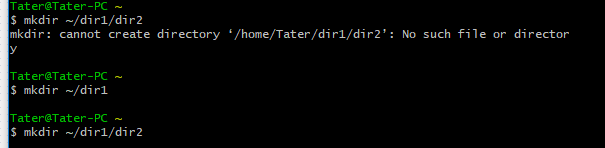 Tater@Tater-PC ~
$ mkdir ~/dir1/dir2
mkdir: cannot create directory ‘/home/Tater/dir1/dir2’: No such file or director
y
Tater@Tater-PC ~
$ mkdir ~/dir1
Tater@Tater-PC ~
$ mkdir ~/dir1/dir2